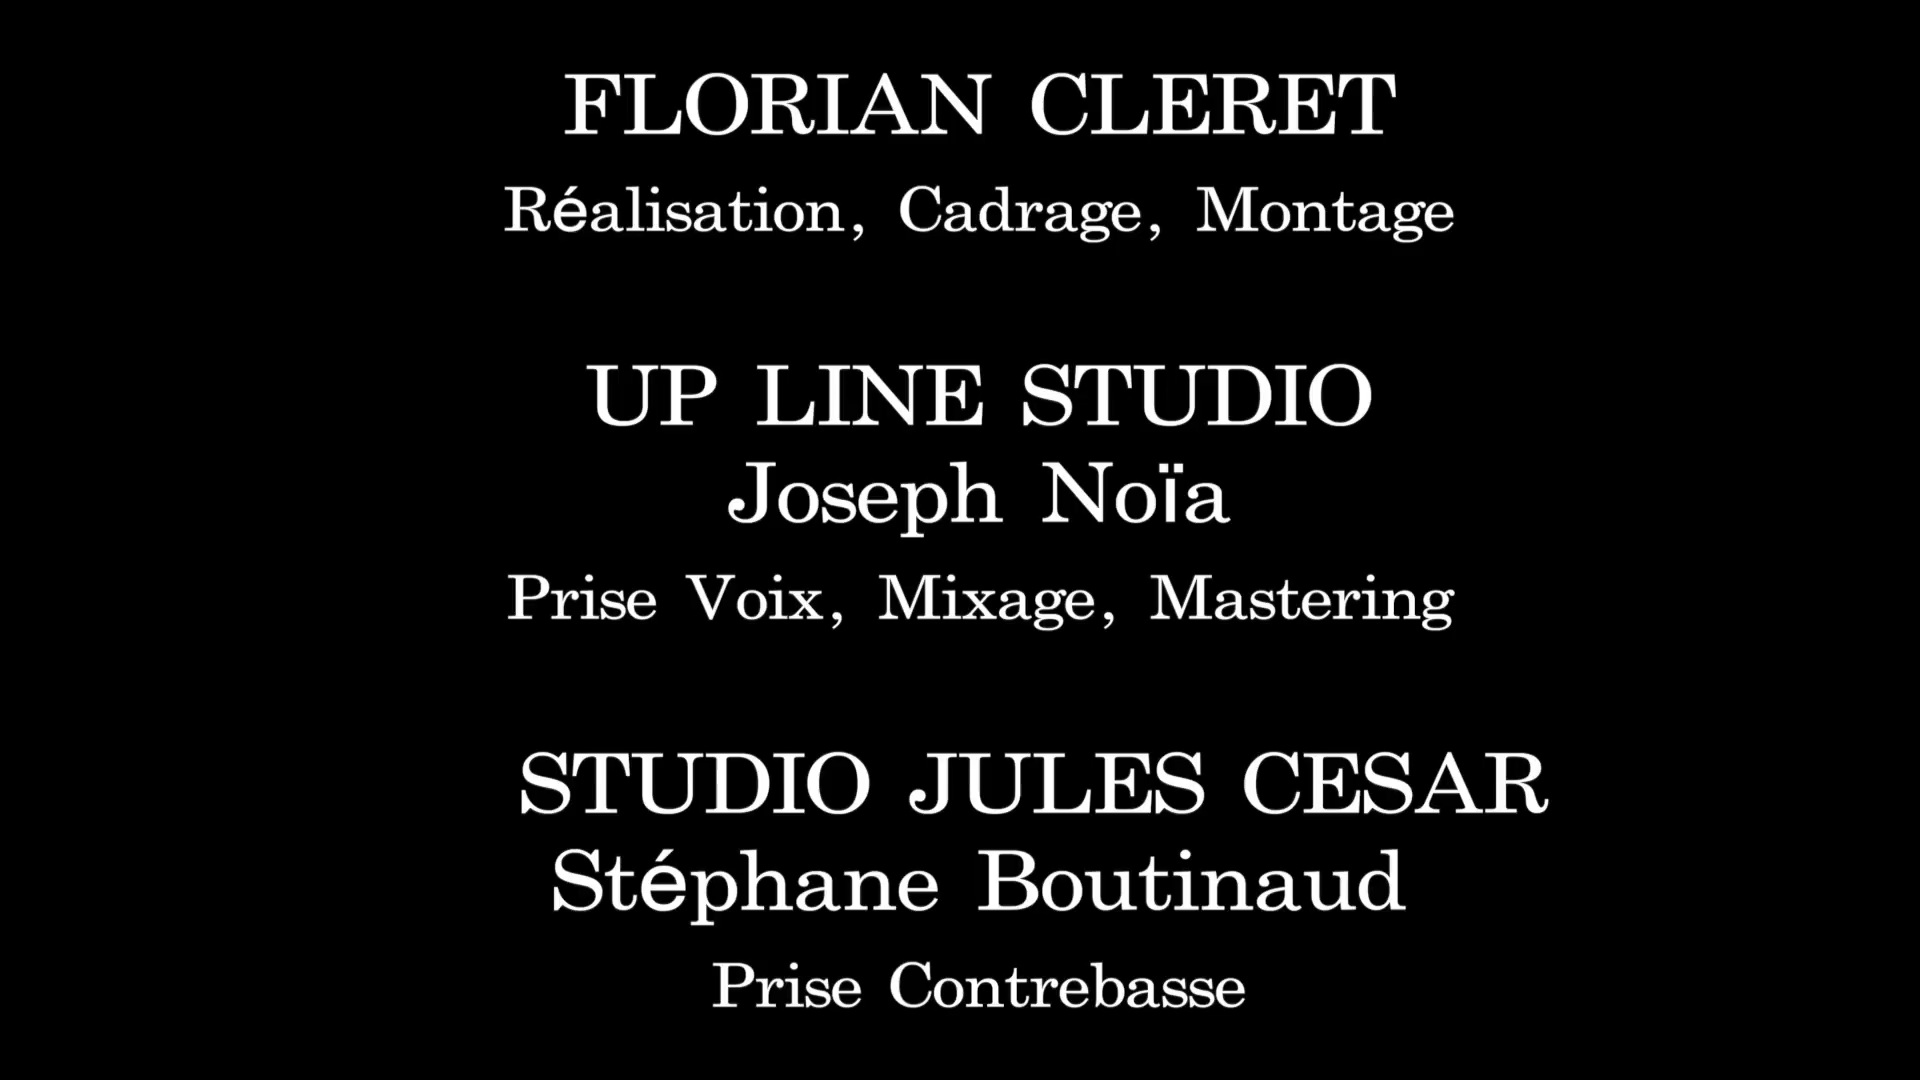 FLORIAN CLERET
Réalisation, Cadrage, Montage
UP LINE STUDIO
Joseph Noïa
Prise Voix, Mixage, Mastering
STUDIO JULES CESAR
Stéphane Boutinaud
Prise Contrebasse